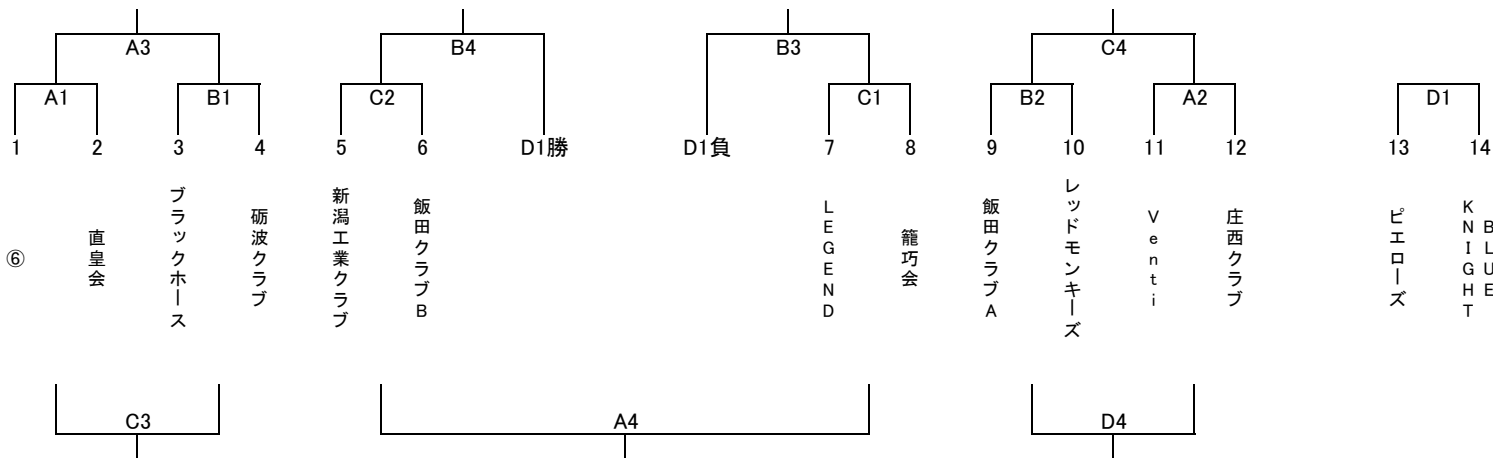 A3 B4 B3 C4
A1 B1 C2 C1 B2 A2 D1
1 2 3 4 5 6 D1勝 D1負 7 8 9 10 11 12 13 14
⑥
直皇会
ブラックホース
砺波クラブ
新潟工業クラブ
飯田クラブB
LEGEND
籠巧会
飯田クラブA
レッドモンキーズ
Venti
庄西クラブ
ピエローズ
BLUE
KNIGHT
C3 A4 D4